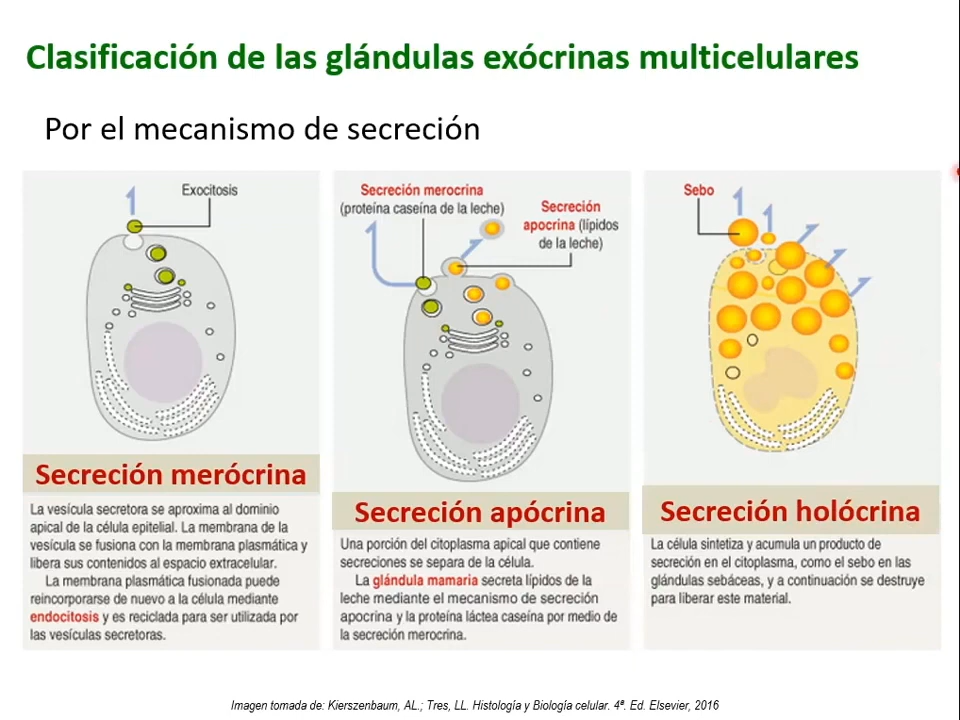 Clasificación de las glándulas exócrinas multicelulares
Por el mecanismo de secreción
Exocitosis
Secreción merócrina
La vesícula secretora se aproxima al dominio
apical de la célula epitelial. La membrana de la
vesícula se fusiona con la membrana plasmática y
libera sus contenidos al espacio extracelular.
La membrana plasmática fusionada puede
reincorporarse de nuevo a la célula mediante
endocitosis y es reciclada para ser utilizada por
las vesículas secretoras.
Secreción merocrina
(proteína caseína de la leche)
Secreción
apocrina (lípidos
de la leche)
Secreción apócrina
Una porción del citoplasma apical que contiene
secreciones se separa de la célula.
La glándula mamaria secreta lípidos de la
leche mediante el mecanismo de secreción
apocrina y la proteína láctea caseína por medio de
la secreción merocrina.
Sebo
Secreción holócrina
La célula sintetiza y acumula un producto de
secreción en el citoplasma, como el sebo en las
glándulas sebáceas, y a continuación se destruye
para liberar este material.
Imagen tomada de: Kierszenbaum, AL.; Tres, LL. Histología y Biología celular. 4ª. Ed. Elsevier, 2016